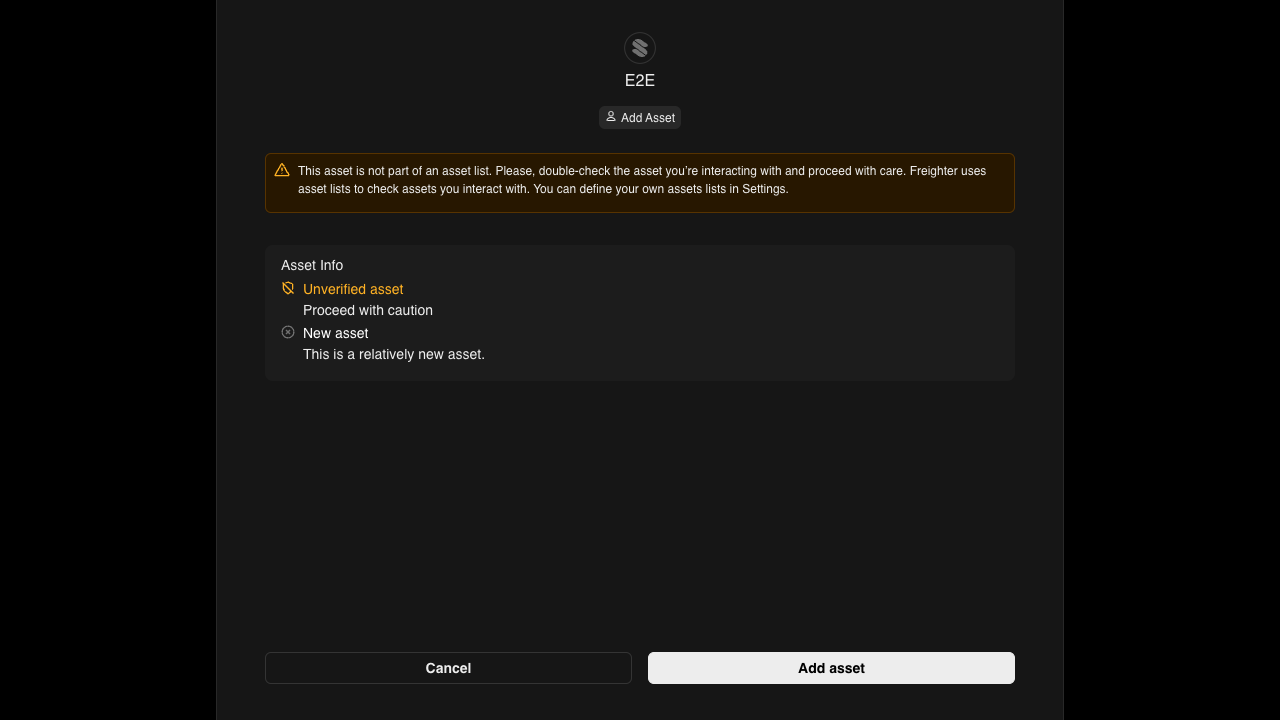 E2E
Add Asset
This asset is not part of an asset list. Please, double-check the asset you’re interacting with and proceed with care. Freighter uses
asset lists to check assets you interact with. You can define your own assets lists in Settings.
Asset Info
Unverified asset
Proceed with caution
New asset
This is a relatively new asset.
Cancel
Add asset